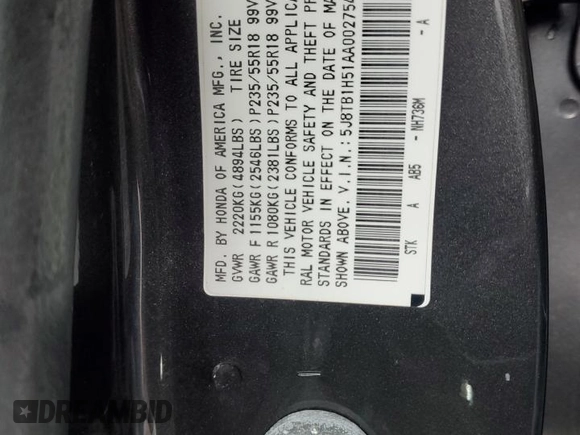 MFD. BY HONDA OF AMERICA MFG., INC.
GVWR 2220KG(4894LBS) TIRE SIZE
GAWR F 1155KG(2546LBS)P235/55R18 99V
GAWR R 1080KG(2381LBS)P235/55R18 99V
THIS VEHICLE CONFORMS TO ALL APPLICA
RAL MOTOR VEHICLE SAFETY AND THEFT PR
STANDARDS IN EFFECT ON THE DATE OF MA
SHOWN ABOVE. V.I.N.:5J8TB1H51AA00275
STK A AB5 - NH736M - A
DREAMBID